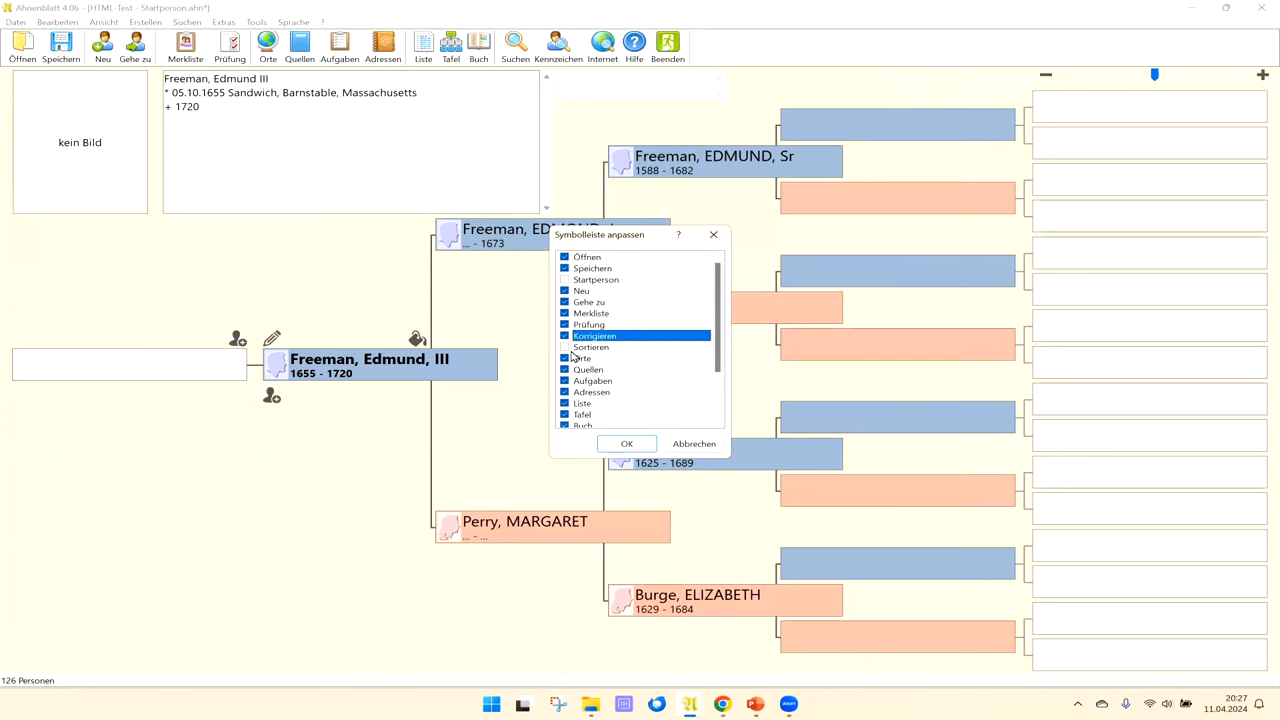 Ahnenblatt 4.06 - [HTML-Test - Startperson.ahn*]
Datei Bearbeiten Ansicht Erstellen Suchen Extras Tools Sprache ?
Öffnen Speichern Neu Gehe zu Merkliste Prüfung Orte Quellen Aufgaben Adressen Liste Tafel Buch Suchen Kennzeichen Internet Hilfe Beenden
kein Bild
Freeman, Edmund III
* 05.10.1655 Sandwich, Barnstable, Massachusetts
+ 1720
Freeman, EDMUND, Sr
1588 - 1682
... - 1673
Freeman, Edmund, III
1655 - 1720
Symbolleiste anpassen ?
Öffnen
Speichern
Startperson
Neu
Gehe zu
Merkliste
Prüfung
Korrigieren
Sortieren
Orte
Quellen
Aufgaben
Adressen
Liste
Tafel
Buch
OK Abbrechen
1625 - 1689
Perry, MARGARET
... - ...
Burge, ELIZABETH
1629 - 1684
126 Personen
20:27
11.04.2024
zoom